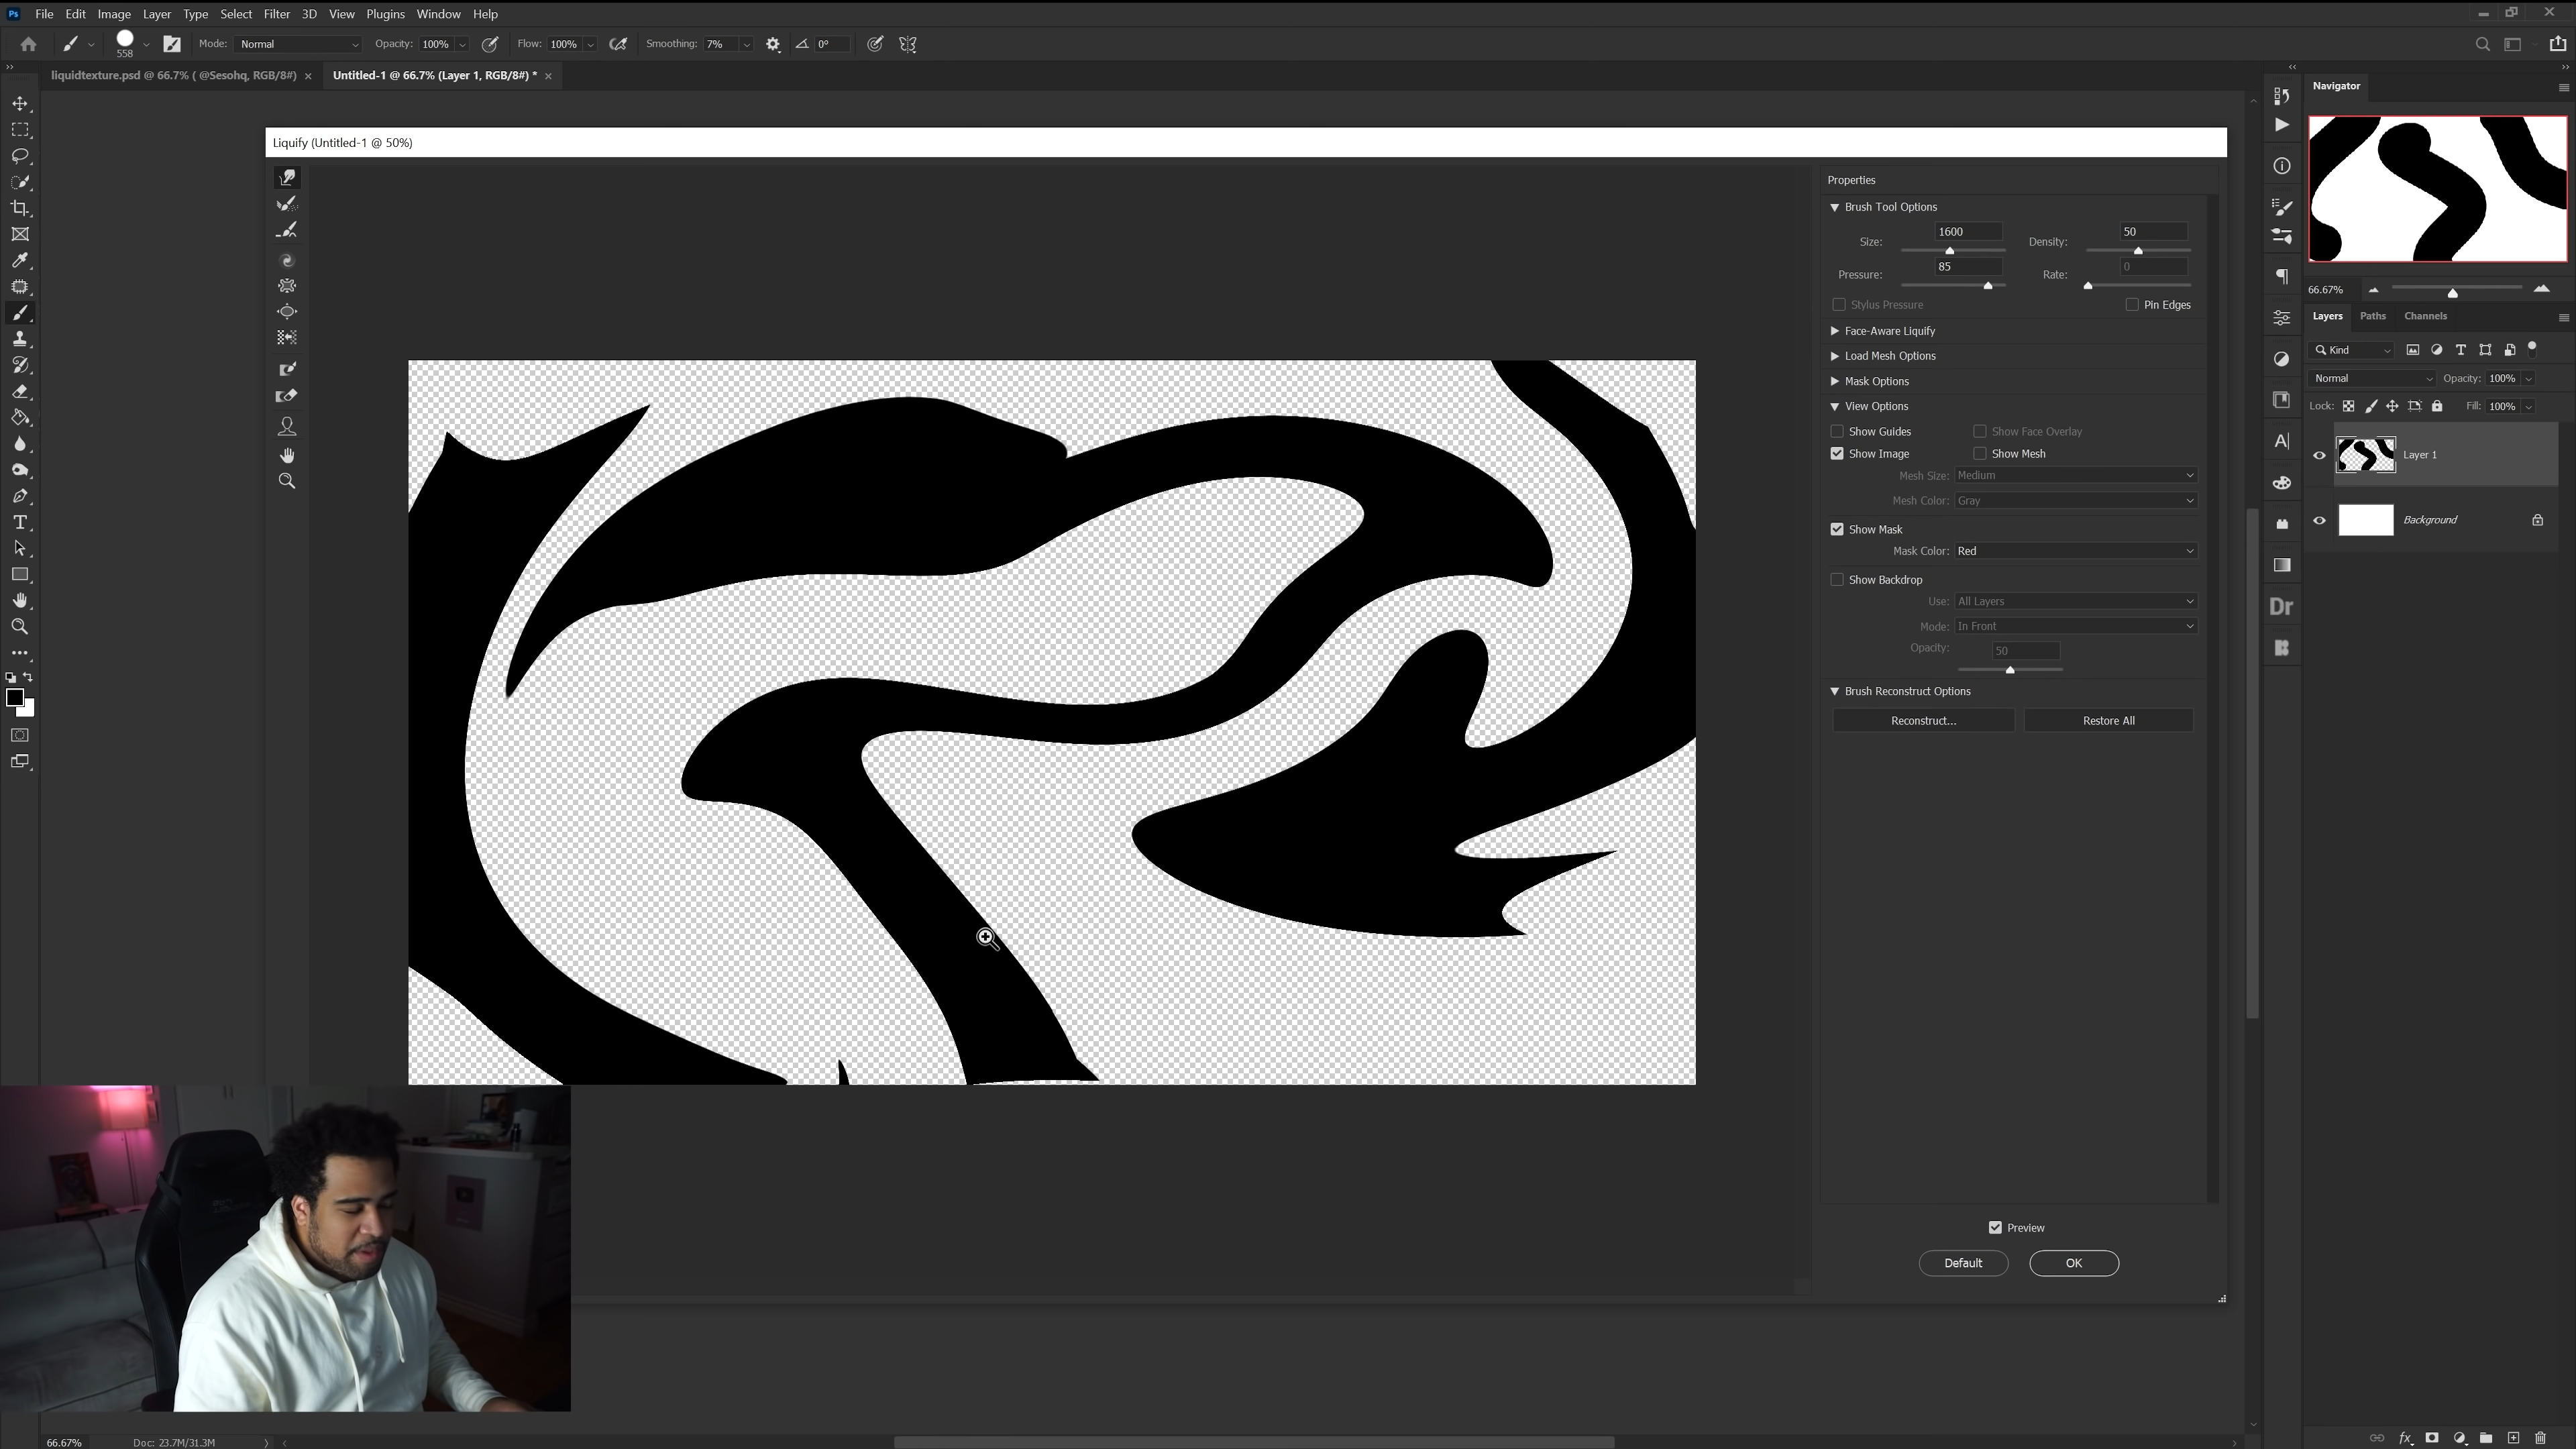 Ps File Edit Image Layer Type Select Filter 3D View Plugins Window Help
558 Mode: Normal Opacity: 100% Flow: 100% Smoothing: 7% 0°
liquidtexture.psd @ 66.7% ( @Sesohq, RGB/8#) × Untitled-1 @ 66.7% (Layer 1, RGB/8#) * ×
Liquify (Untitled-1 @ 50%)
Properties
Brush Tool Options
Size: 1600 Density: 50
Pressure: 85 Rate: 0
Stylus Pressure Pin Edges
Face-Aware Liquify
Load Mesh Options
Mask Options
View Options
Show Guides Show Face Overlay
Show Image Show Mesh
Mesh Size: Medium
Mesh Color: Gray
Show Mask
Mask Color: Red
Show Backdrop
Use: All Layers
Mode: In Front
Opacity: 50
Brush Reconstruct Options
Reconstruct... Restore All
Preview
Default OK
Navigator
66.67%
Layers Paths Channels
Kind
Normal Opacity: 100%
Lock: Fill: 100%
Layer 1
Background
A|
Dr
fx
66.67% Doc: 23.7M/31.3M